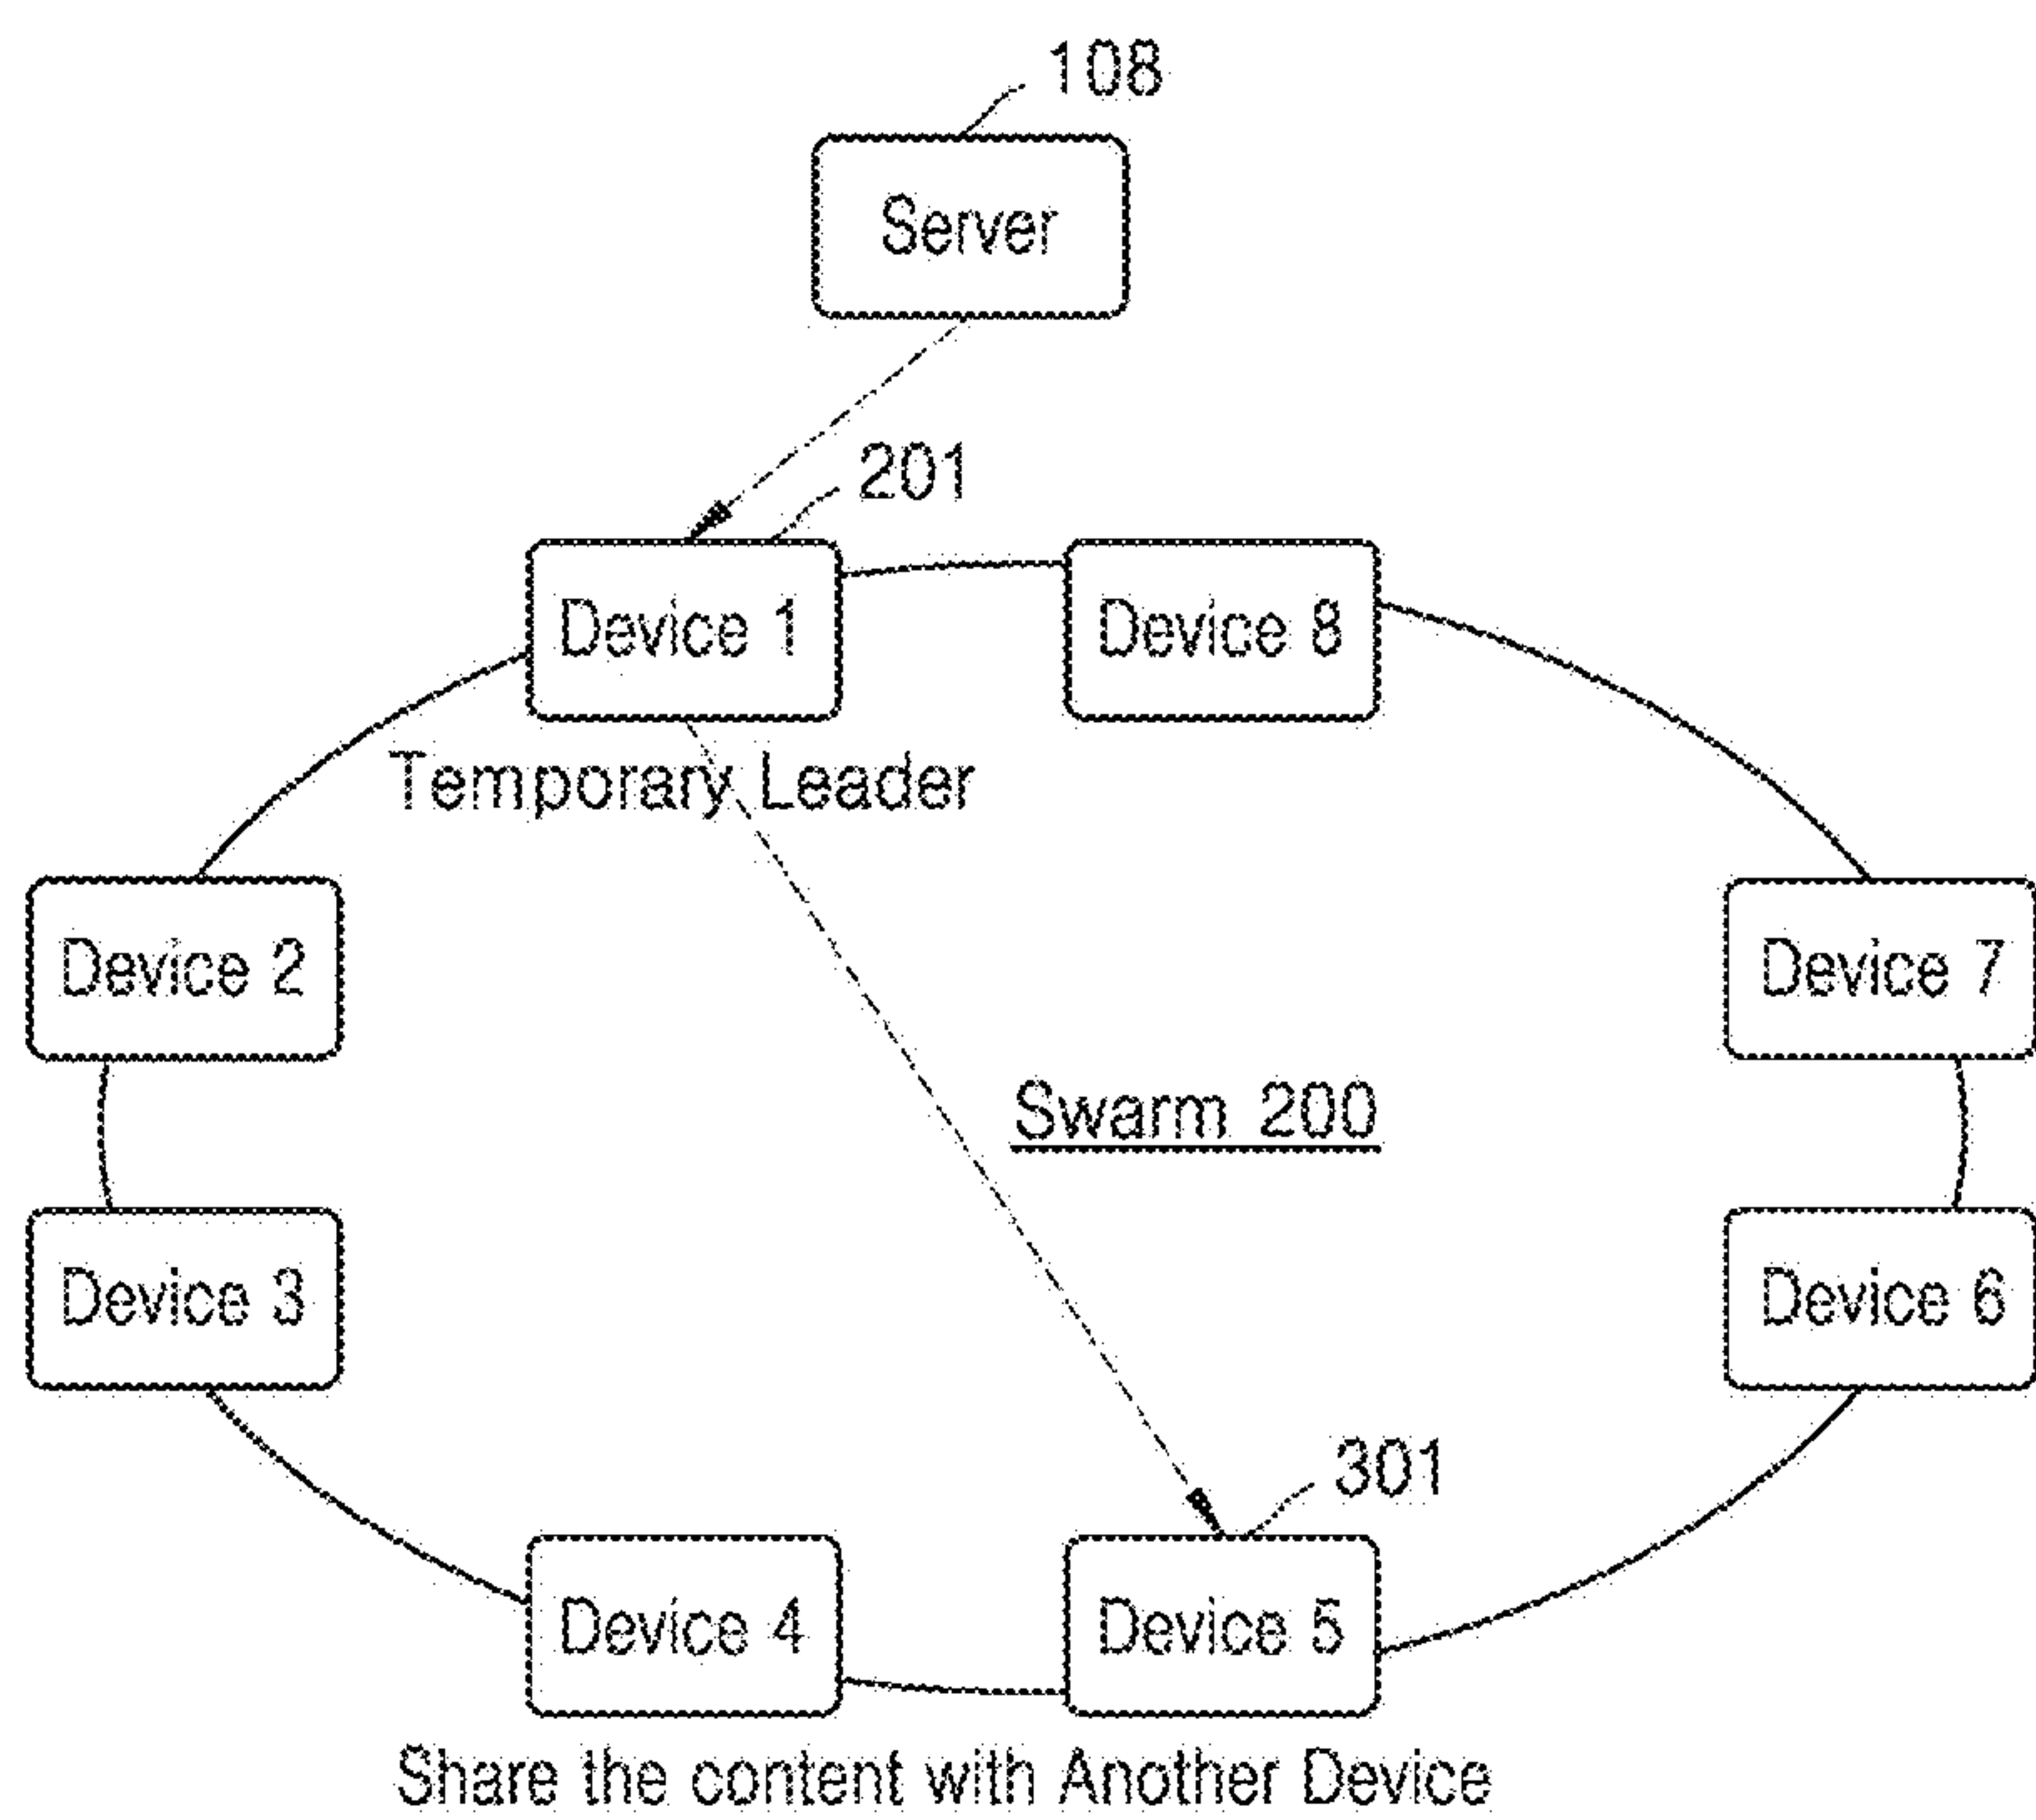 108
Server
201
Device 1
Device 8
Temporary Leader
Device 2
Device 7
Swarm 200
Device 3
Device 6
301
Device 4
Device 5
Share the content with Another Device